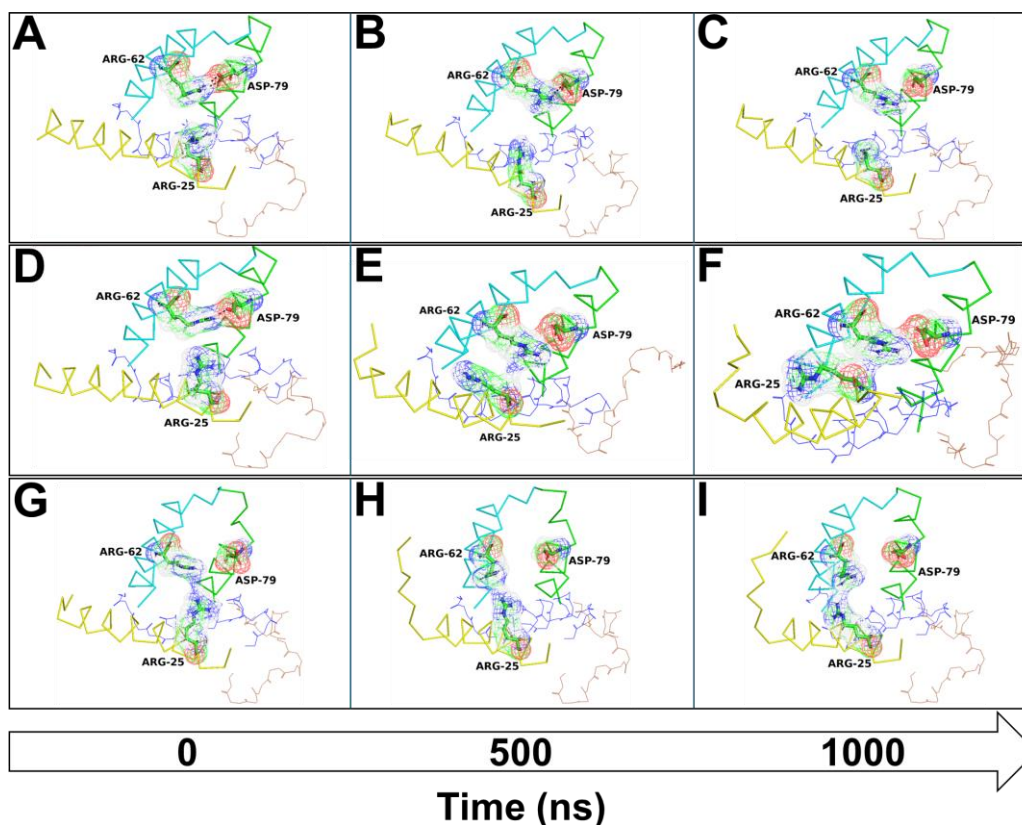 A
ARG-62
ASP-79
ARG-25
B
ARG-62
ASP-79
ARG-25
C
ARG-62
ASP-79
ARG-25
D
ARG-62
ASP-79
ARG-25
E
ARG-62
ASP-79
ARG-25
F
ARG-62
ASP-79
ARG-25
G
ARG-62
ASP-79
ARG-25
H
ARG-62
ASP-79
ARG-25
I
ARG-62
ASP-79
ARG-25
0 500 1000
Time (ns)